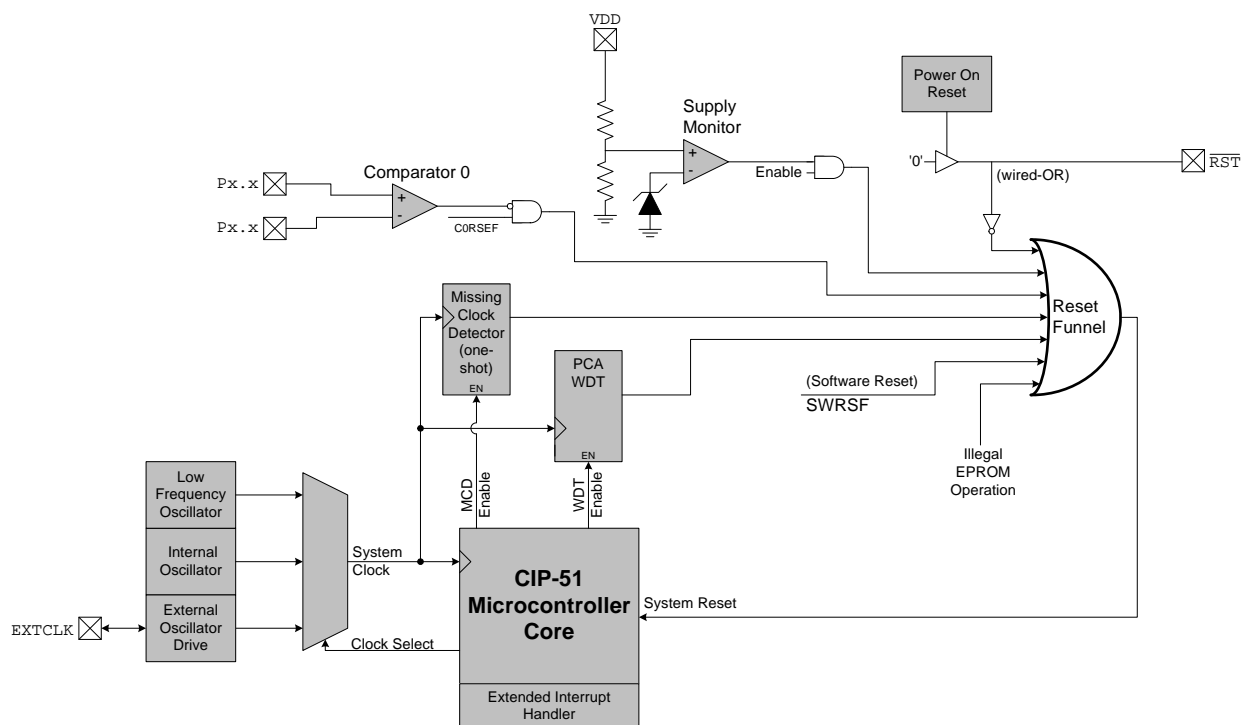 VDD
Power On
Reset
Supply
Monitor
+
-
Enable
'0'
(wired-OR)
RST
Comparator 0
Px.x
Px.x
+
-
C0RSEF
Missing
Clock
Detector
(one-
shot)
EN
PCA
WDT
EN
Reset
Funnel
(Software Reset)
SWRSF
Illegal
EPROM
Operation
MCD
Enable
WDT
Enable
Low
Frequency
Oscillator
Internal
Oscillator
External
Oscillator
Drive
EXTCLK
System
Clock
Clock Select
CIP-51
Microcontroller
Core
System Reset
Extended Interrupt
Handler